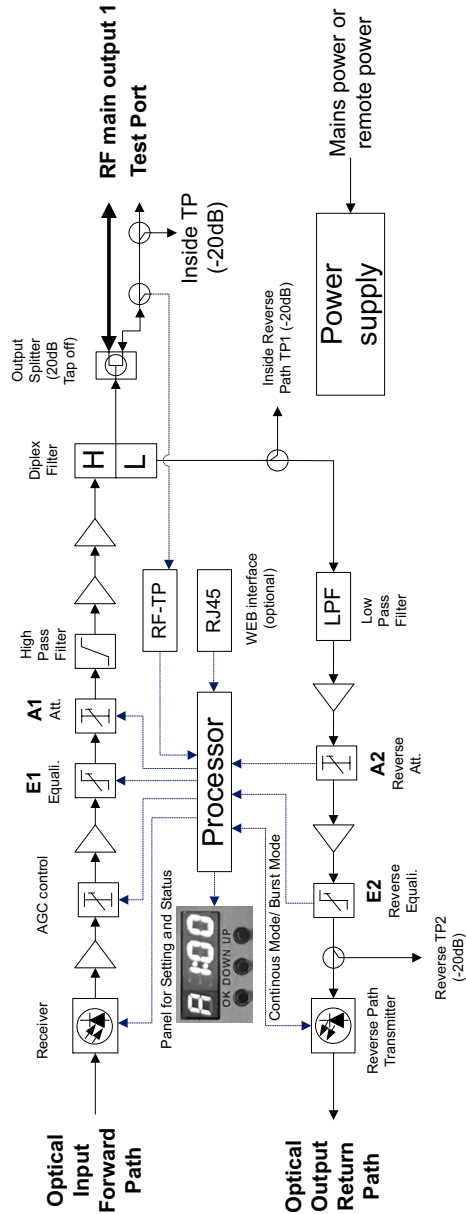 Optical
Input
Forward
Path
Receiver
AGC control
E1
Equali.
A1
Att.
High
Pass
Filter
Diplex
Filter
H
L
Output
Splitter
(20dB
Tap off)
RF main output 1
Test Port
Inside TP
(-20dB)
Panel for Setting and Status
A 1:00
OK DOWN UP
Processor
RF-TP
RJ45
WEB interface
(optional)
Continous Mode/ Burst Mode
Inside Reverse
Path TP1 (-20dB)
Power
supply
Mains power or
remote power
Optical
Output
Return
Path
Reverse Path
Transmitter
Reverse TP2
(-20dB)
E2
Reverse
Equali.
A2
Reverse
Att.
LPF
Low
Pass
Filter